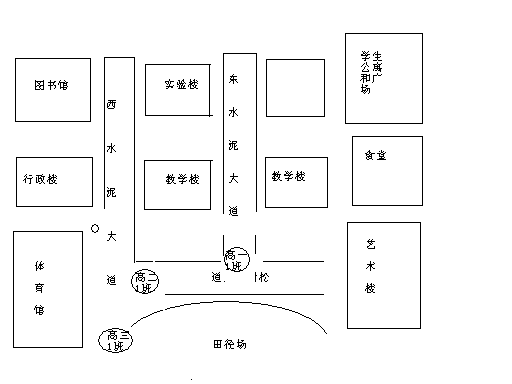 图书馆
西水泥大道
实验楼
东水泥大道
学生
公寓
和广
场
行政楼
教学楼
教学楼
食堂
体育馆
高一
1班
高二
1班
道
松
艺术楼
高三
1班
田径场